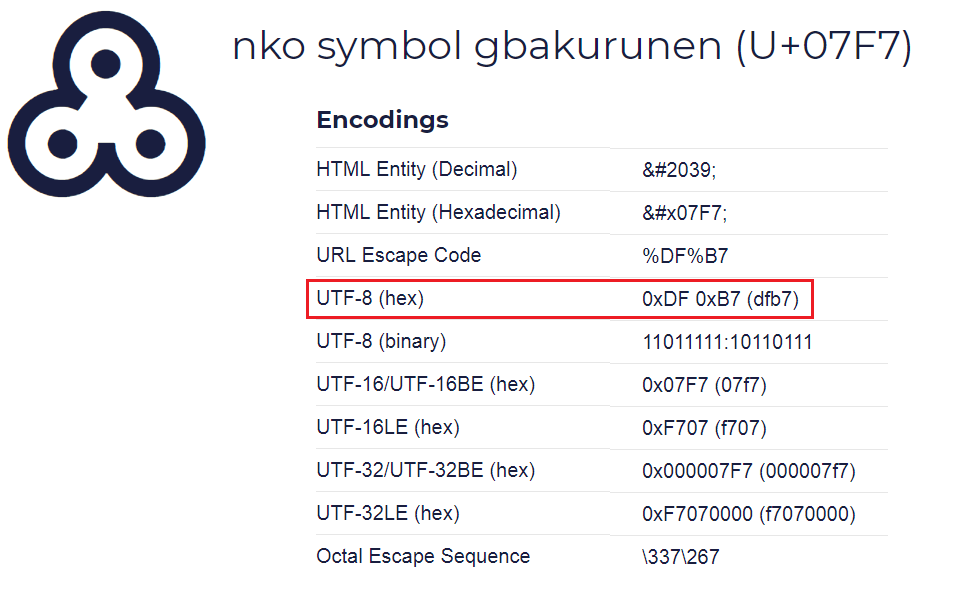 nko symbol gbakurunen (U+07F7)
Encodings
HTML Entity (Decimal) &#2039;
HTML Entity (Hexadecimal) &#x07F7;
URL Escape Code %DF%B7
UTF-8 (hex) 0xDF 0xB7 (dfb7)
UTF-8 (binary) 11011111:10110111
UTF-16/UTF-16BE (hex) 0x07F7 (07f7)
UTF-16LE (hex) 0xF707 (f707)
UTF-32/UTF-32BE (hex) 0x000007F7 (000007f7)
UTF-32LE (hex) 0xF7070000 (f7070000)
Octal Escape Sequence \337\267